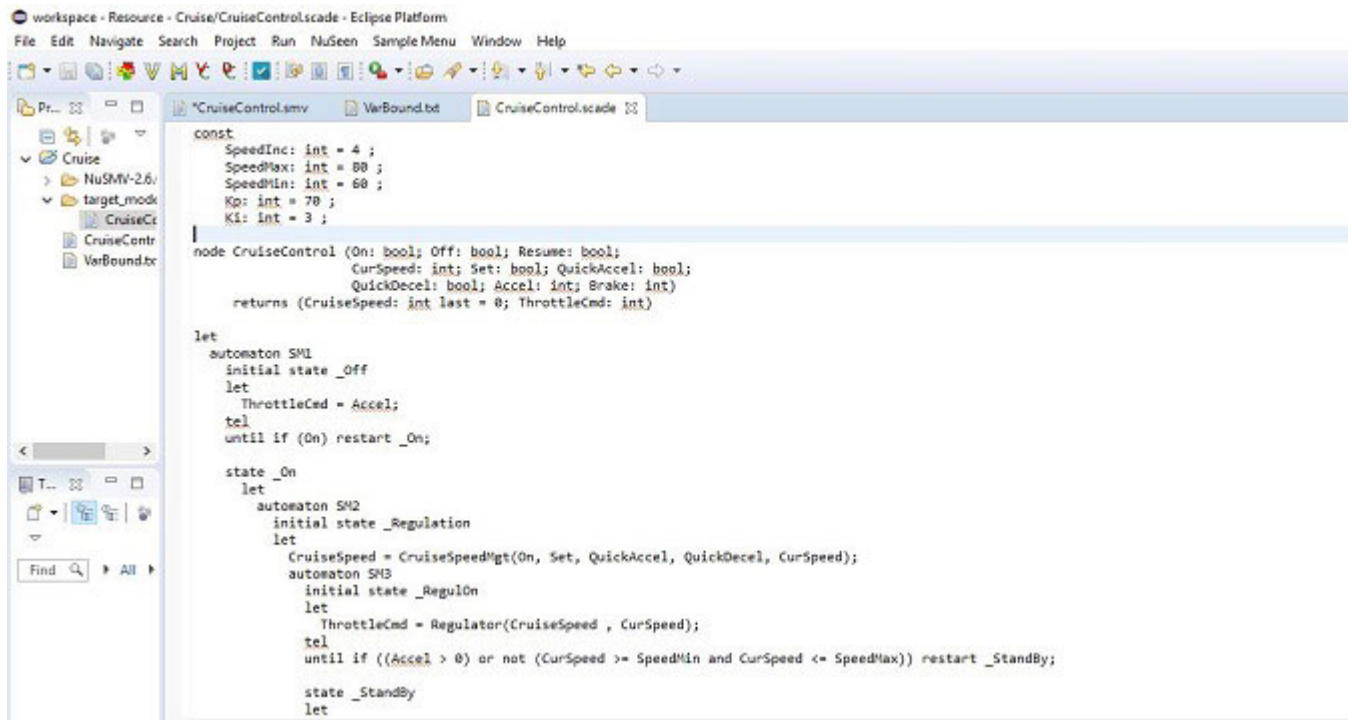 workspace - Resource - Cruise/CruiseControl.scade - Eclipse Platform
File Edit Navigate Search Project Run NuSeen Sample Menu Window Help
Pr...
*CruiseControl.smv VarBound.txt CruiseControl.scade
Cruise
NuSMV-2.6.
target_mode
CruiseCc
CruiseContr
VarBound.tx
T...
Find All
const
SpeedInc: int = 4 ;
SpeedMax: int = 80 ;
SpeedMin: int = 60 ;
Kp: int = 70 ;
Ki: int = 3 ;
node CruiseControl (On: bool; Off: bool; Resume: bool;
CurSpeed: int; Set: bool; QuickAccel: bool;
QuickDecel: bool; Accel: int; Brake: int)
returns (CruiseSpeed: int last = 0; ThrottleCmd: int)
let
automaton SM1
initial state _Off
let
ThrottleCmd = Accel;
tel
until if (On) restart _On;
state _On
let
automaton SM2
initial state _Regulation
let
CruiseSpeed = CruiseSpeedMgt(On, Set, QuickAccel, QuickDecel, CurSpeed);
automaton SM3
initial state _RegulOn
let
ThrottleCmd = Regulator(CruiseSpeed , CurSpeed);
tel
until if ((Accel > 0) or not (CurSpeed >= SpeedMin and CurSpeed <= SpeedMax)) restart _StandBy;
state _StandBy
let